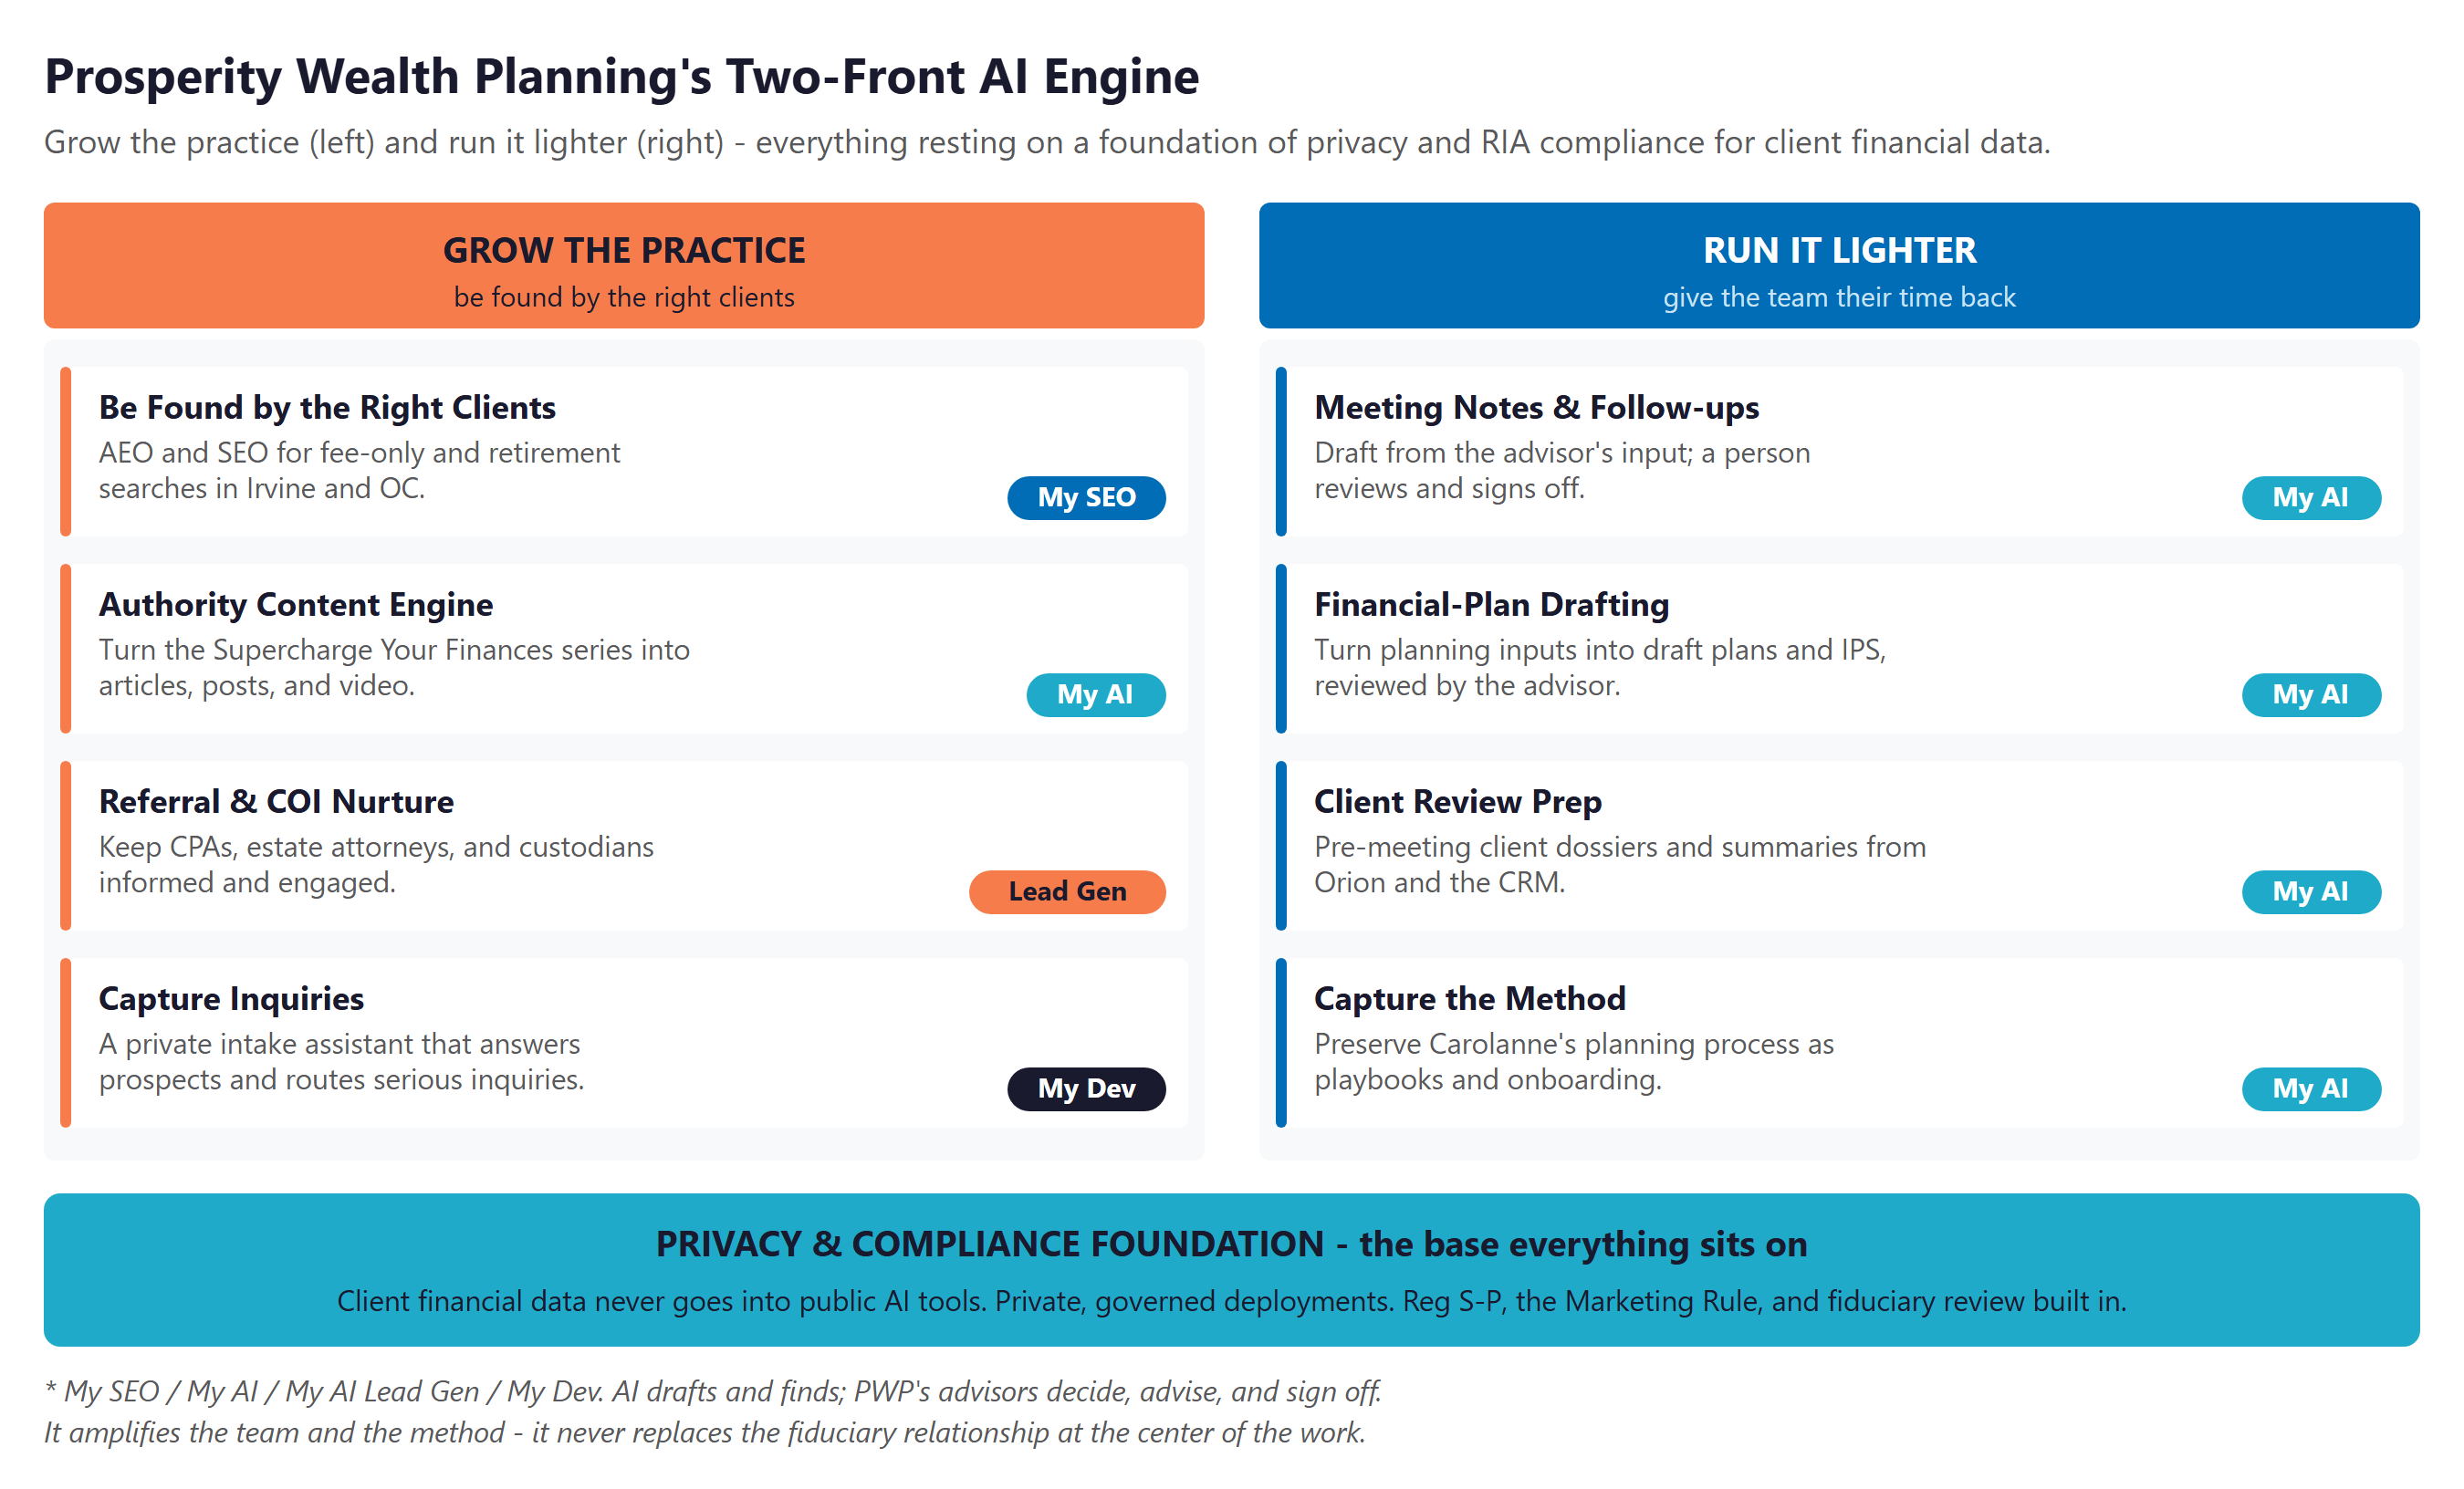 Prosperity Wealth Planning's Two-Front AI Engine
Grow the practice (left) and run it lighter (right) - everything resting on a foundation of privacy and RIA compliance for client financial data.
GROW THE PRACTICE
be found by the right clients
Be Found by the Right Clients
AEO and SEO for fee-only and retirement
searches in Irvine and OC.
My SEO
Authority Content Engine
Turn the Supercharge Your Finances series into
articles, posts, and video.
My AI
Referral & COI Nurture
Keep CPAs, estate attorneys, and custodians
informed and engaged.
Lead Gen
Capture Inquiries
A private intake assistant that answers
prospects and routes serious inquiries.
My Dev
RUN IT LIGHTER
give the team their time back
Meeting Notes & Follow-ups
Draft from the advisor's input; a person
reviews and signs off.
My AI
Financial-Plan Drafting
Turn planning inputs into draft plans and IPS,
reviewed by the advisor.
My AI
Client Review Prep
Pre-meeting client dossiers and summaries from
Orion and the CRM.
My AI
Capture the Method
Preserve Carolanne's planning process as
playbooks and onboarding.
My AI
PRIVACY & COMPLIANCE FOUNDATION - the base everything sits on
Client financial data never goes into public AI tools. Private, governed deployments. Reg S-P, the Marketing Rule, and fiduciary review built in.
* My SEO / My AI / My AI Lead Gen / My Dev. AI drafts and finds; PWP's advisors decide, advise, and sign off.
It amplifies the team and the method - it never replaces the fiduciary relationship at the center of the work.